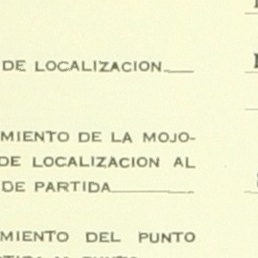 DE LOCALIZACION
MIENTO DE LA MOJO-
DE LOCALIZACION AL
DE PARTIDA
MIENTO DEL PUNTO